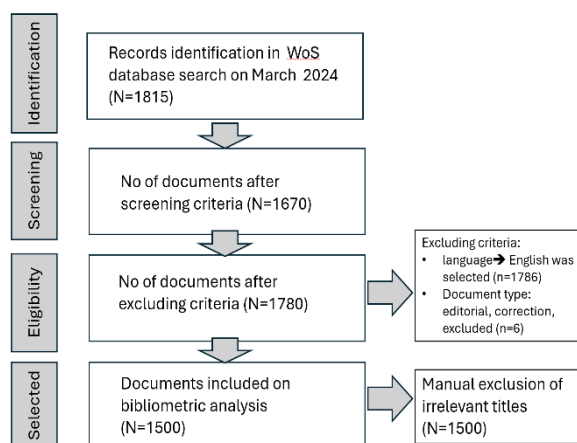 Identification
Records identification in WoS
database search on March 2024
(N=1815)
Screening
No of documents after
screening criteria (N=1670)
Eligibility
No of documents after
excluding criteria (N=1780)
Excluding criteria:
• language➔ English was
selected (n=1786)
• Document type:
editorial, correction,
excluded (n=6)
Selected
Documents included on
bibliometric analysis
(N=1500)
Manual exclusion of
irrelevant titles
(N=1500)